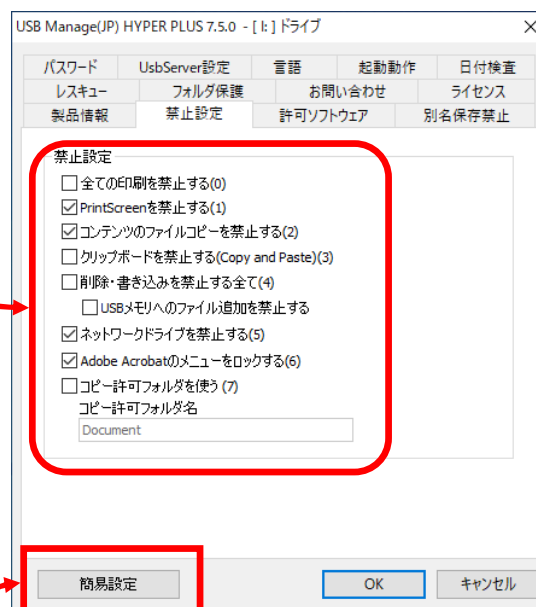 USB Manage(JP) HYPER PLUS 7.5.0 - [ I: ] ドライブ
パスワード UsbServer設定 言語 起動動作 日付検査
レスキュー フォルダ保護 お問い合わせ ライセンス
製品情報 禁止設定 許可ソフトウェア 別名保存禁止
禁止設定
全ての印刷を禁止する(0)
PrintScreenを禁止する(1)
コンテンツのファイルコピーを禁止する(2)
クリップボードを禁止する(Copy and Paste)(3)
削除・書き込みを禁止する全て(4)
USBメモリへのファイル追加を禁止する
ネットワークドライブを禁止する(5)
Adobe Acrobatのメニューをロックする(6)
コピー許可フォルダを使う(7)
コピー許可フォルダ名
Document
簡易設定 OK キャンセル